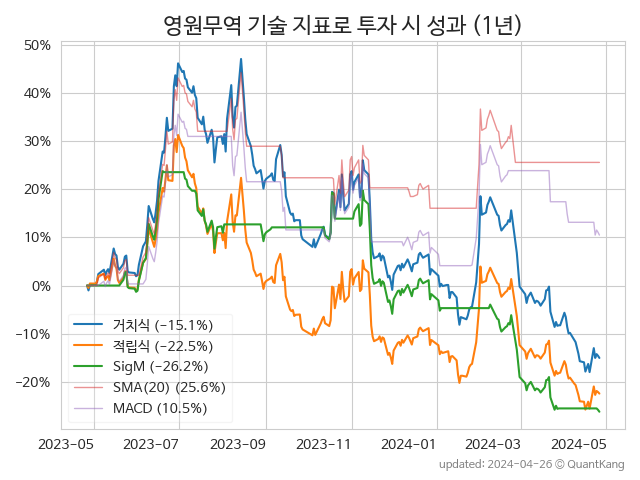 영원무역 기술 지표로 투자 시 성과 (1년)
50%
40%
30%
20%
10%
0%
−10%
−20%
거치식 (−15.1%)
적립식 (−22.5%)
SigM (−26.2%)
SMA(20) (25.6%)
MACD (10.5%)
2023-05 2023-07 2023-09 2023-11 2024-01 2024-03 2024-05
updated: 2024-04-26 ⓒ QuantKang